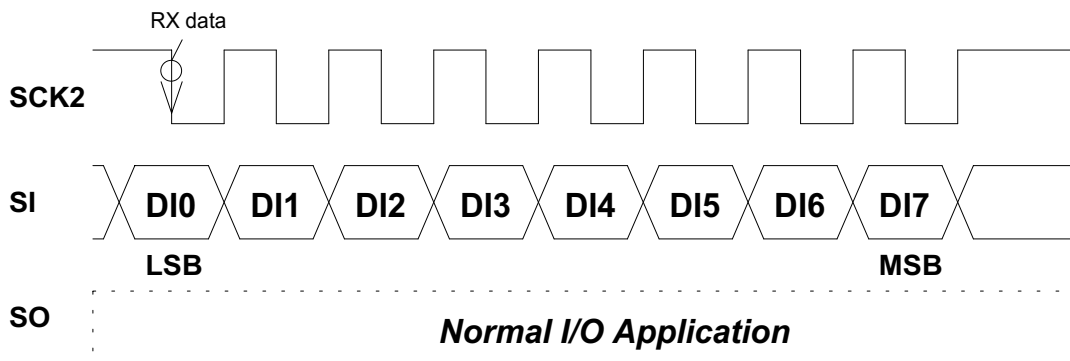 RX data
SCK2
SI DI0 DI1 DI2 DI3 DI4 DI5 DI6 DI7
LSB MSB
SO Normal I/O Application